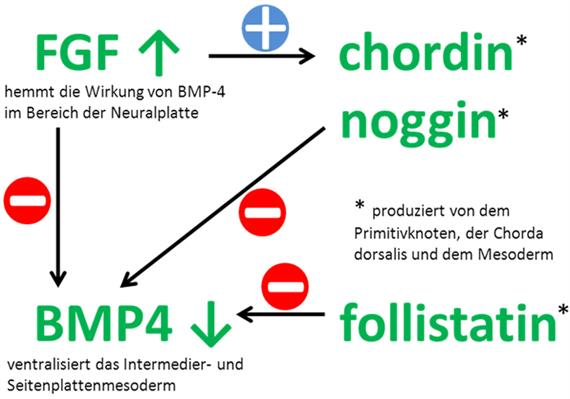 FGF ↑
hemmt die Wirkung von BMP-4
im Bereich der Neuralplatte
chordin*
noggin*
* produziert von dem
Primitivknoten, der Chorda
dorsalis und dem Mesoderm
BMP4 ↓
ventralisiert das Intermedier- und
Seitenplattenmesoderm
follistatin*